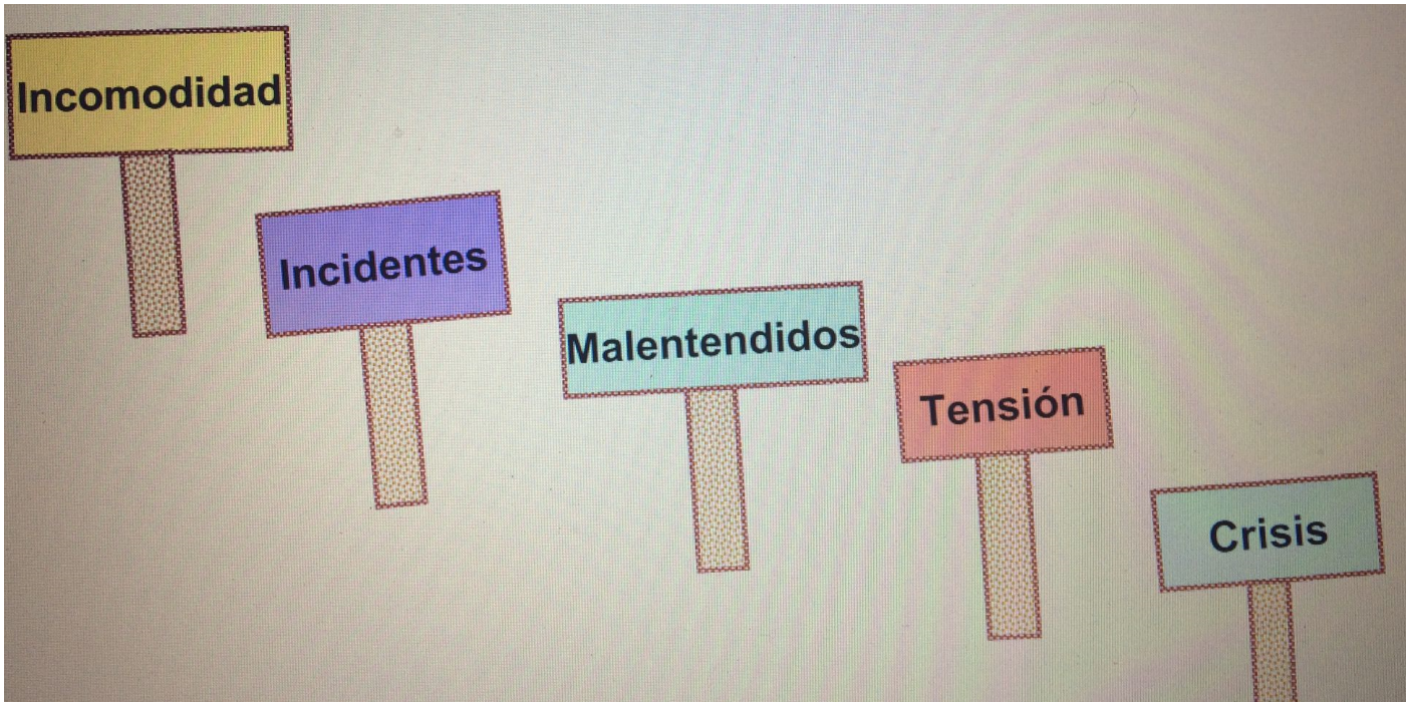 Incomodidad
Incidentes
Malentendidos
Tensión
Crisis